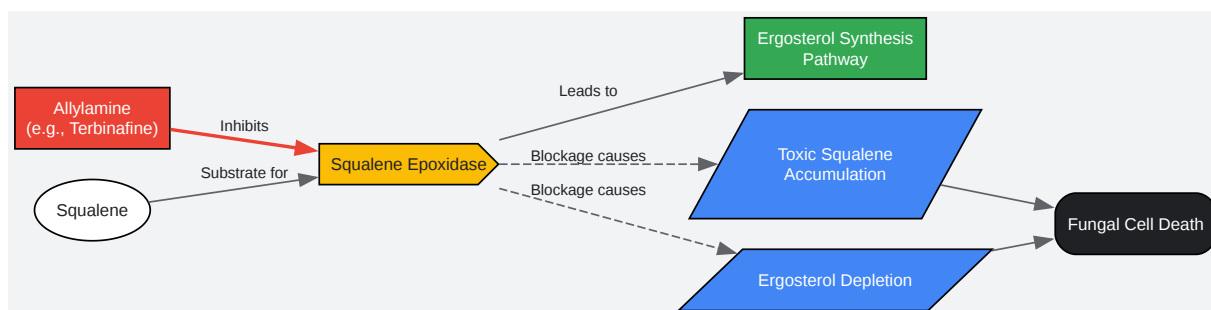 Ergosterol Synthesis
Pathway
Leads to
Allylamine
(e.g., Terbinafine)
Inhibits
Squalene Epoxidase
Blockage causes
Toxic Squalene
Accumulation
Substrate for
Blockage causes
Squalene
Fungal Cell Death
Ergosterol Depletion